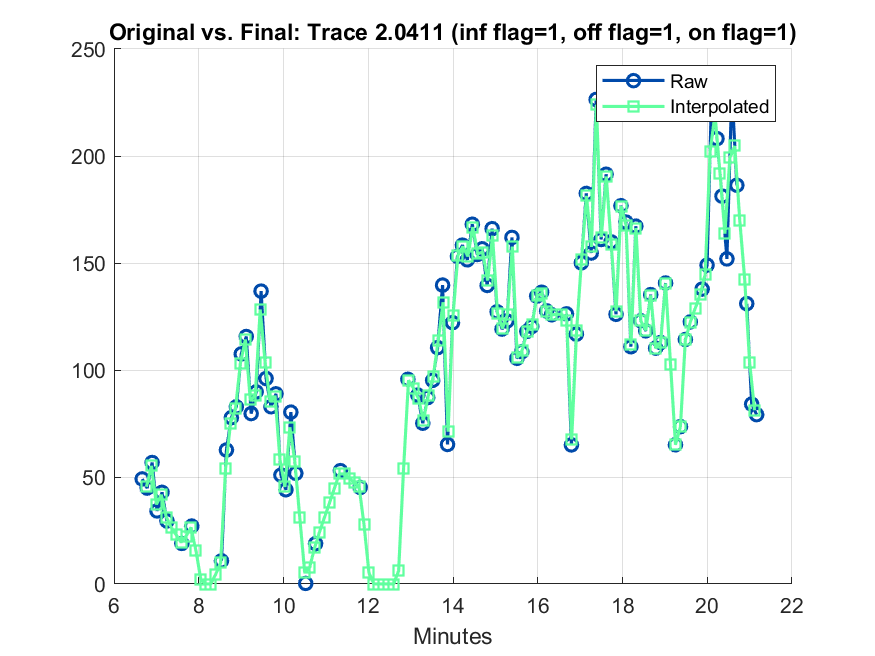 Original vs. Final: Trace 2.0411 (inf flag=1, off flag=1, on flag=1)
250
200
150
100
50
0
Raw
Interpolated
6 8 10 12 14 16 18 20 22
Minutes